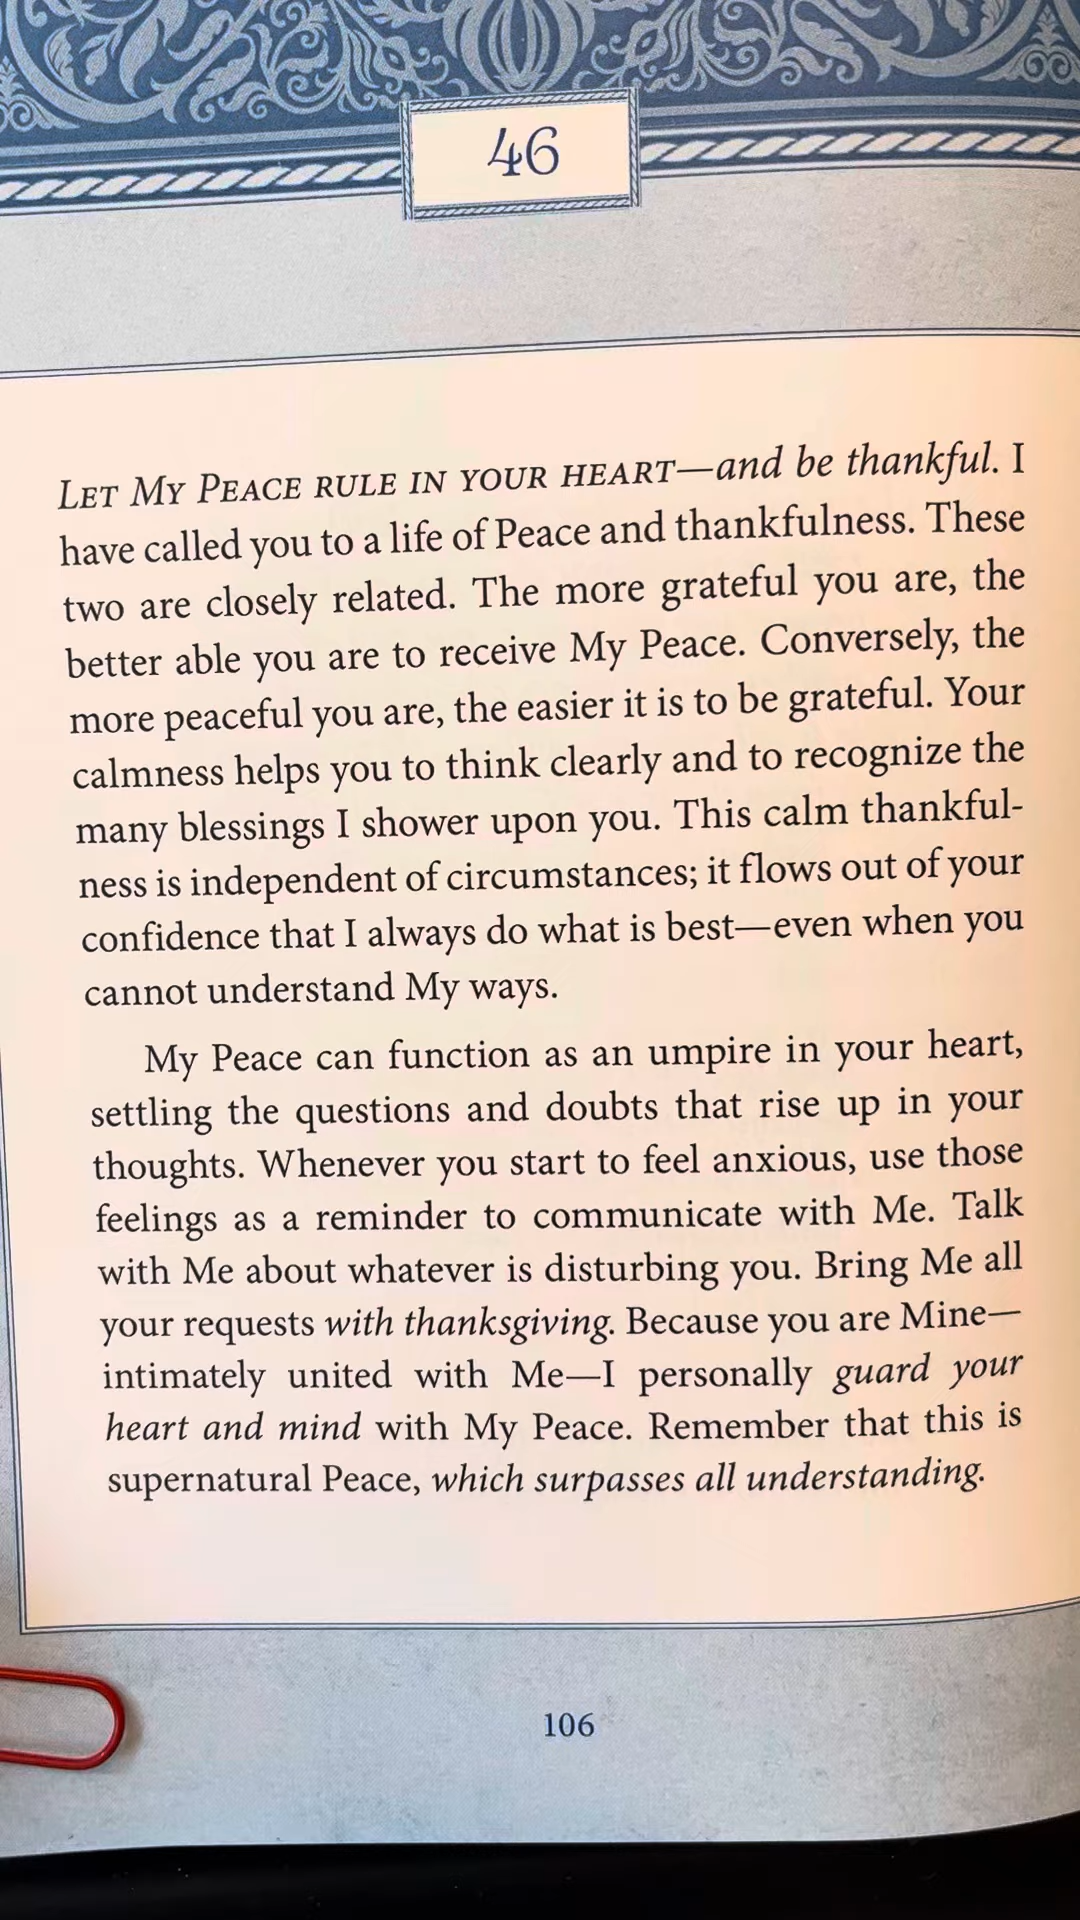 46
LET MY PEACE RULE IN YOUR HEART—and be thankful. I
have called you to a life of Peace and thankfulness. These
two are closely related. The more grateful you are, the
better able you are to receive My Peace. Conversely, the
more peaceful you are, the easier it is to be grateful. Your
calmness helps you to think clearly and to recognize the
many blessings I shower upon you. This calm thankful-
ness is independent of circumstances; it flows out of your
confidence that I always do what is best—even when you
cannot understand My ways.
My Peace can function as an umpire in your heart,
settling the questions and doubts that rise up in your
thoughts. Whenever you start to feel anxious, use those
feelings as a reminder to communicate with Me. Talk
with Me about whatever is disturbing you. Bring Me all
your requests with thanksgiving. Because you are Mine—
intimately united with Me—I personally guard your
heart and mind with My Peace. Remember that this is
supernatural Peace, which surpasses all understanding.
106